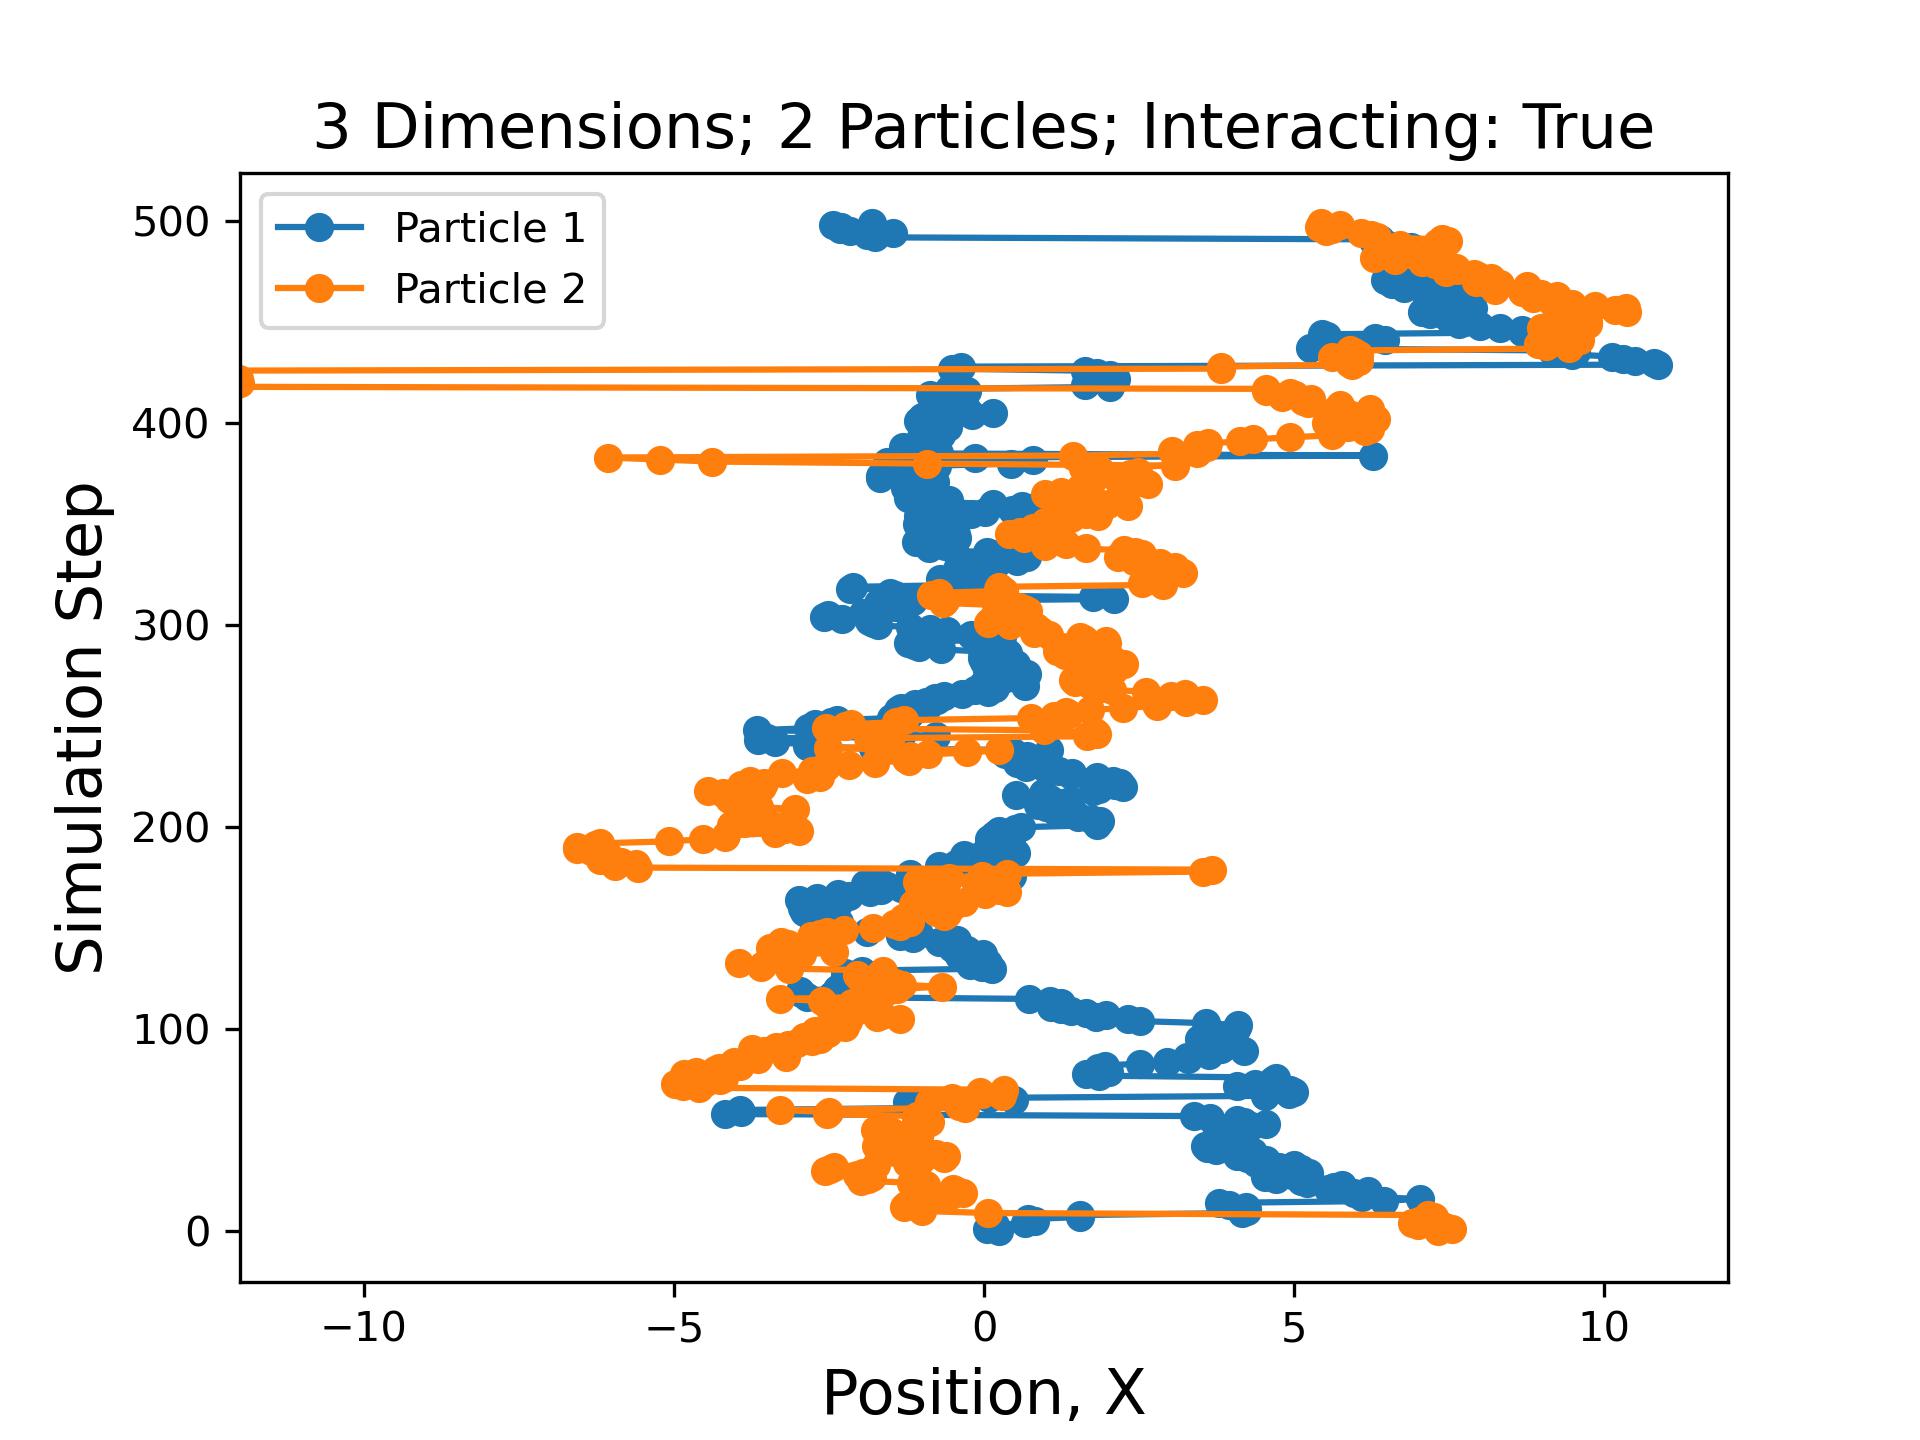 3 Dimensions; 2 Particles; Interacting: True
Particle 1
Particle 2
500
400
300
200
100
0
Simulation Step
−10
−5
0
5
10
Position, X